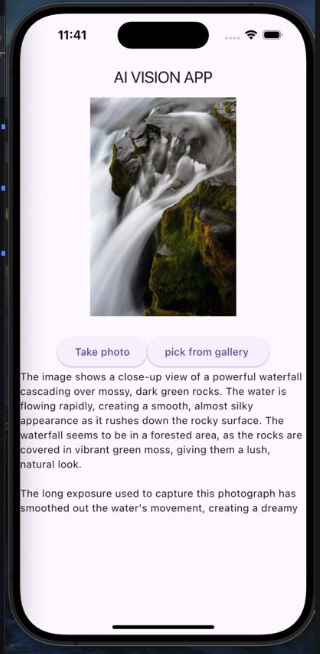 11:41
AI VISION APP
Take photo
pick from gallery
The image shows a close-up view of a powerful waterfall
cascading over mossy, dark green rocks. The water is
flowing rapidly, creating a smooth, almost silky
appearance as it rushes down the rocky surface. The
waterfall seems to be in a forested area, as the rocks are
covered in vibrant green moss, giving them a lush,
natural look.
The long exposure used to capture this photograph has
smoothed out the water's movement, creating a dreamy